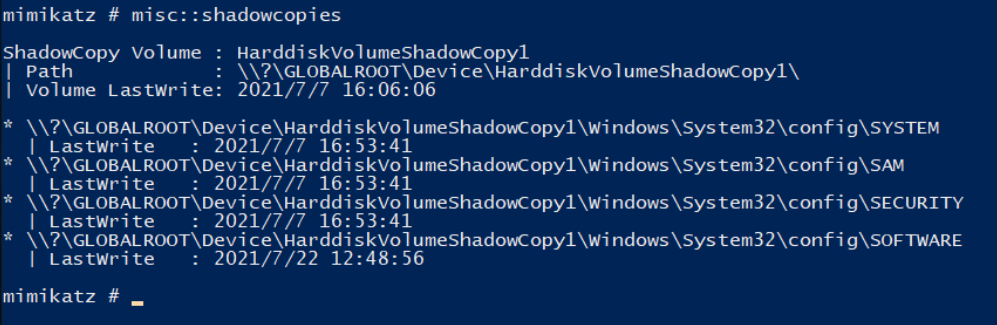 mimikatz # misc::shadowcopies
ShadowCopy Volume : HarddiskVolumeShadowCopy1
| Path            : \\?\GLOBALROOT\Device\HarddiskVolumeShadowCopy1\
| Volume LastWrite: 2021/7/7 16:06:06
* \\?\GLOBALROOT\Device\HarddiskVolumeShadowCopy1\Windows\System32\config\SYSTEM
  | LastWrite   : 2021/7/7 16:53:41
* \\?\GLOBALROOT\Device\HarddiskVolumeShadowCopy1\Windows\System32\config\SAM
  | LastWrite   : 2021/7/7 16:53:41
* \\?\GLOBALROOT\Device\HarddiskVolumeShadowCopy1\Windows\System32\config\SECURITY
  | LastWrite   : 2021/7/7 16:53:41
* \\?\GLOBALROOT\Device\HarddiskVolumeShadowCopy1\Windows\System32\config\SOFTWARE
  | LastWrite   : 2021/7/22 12:48:56
mimikatz # _